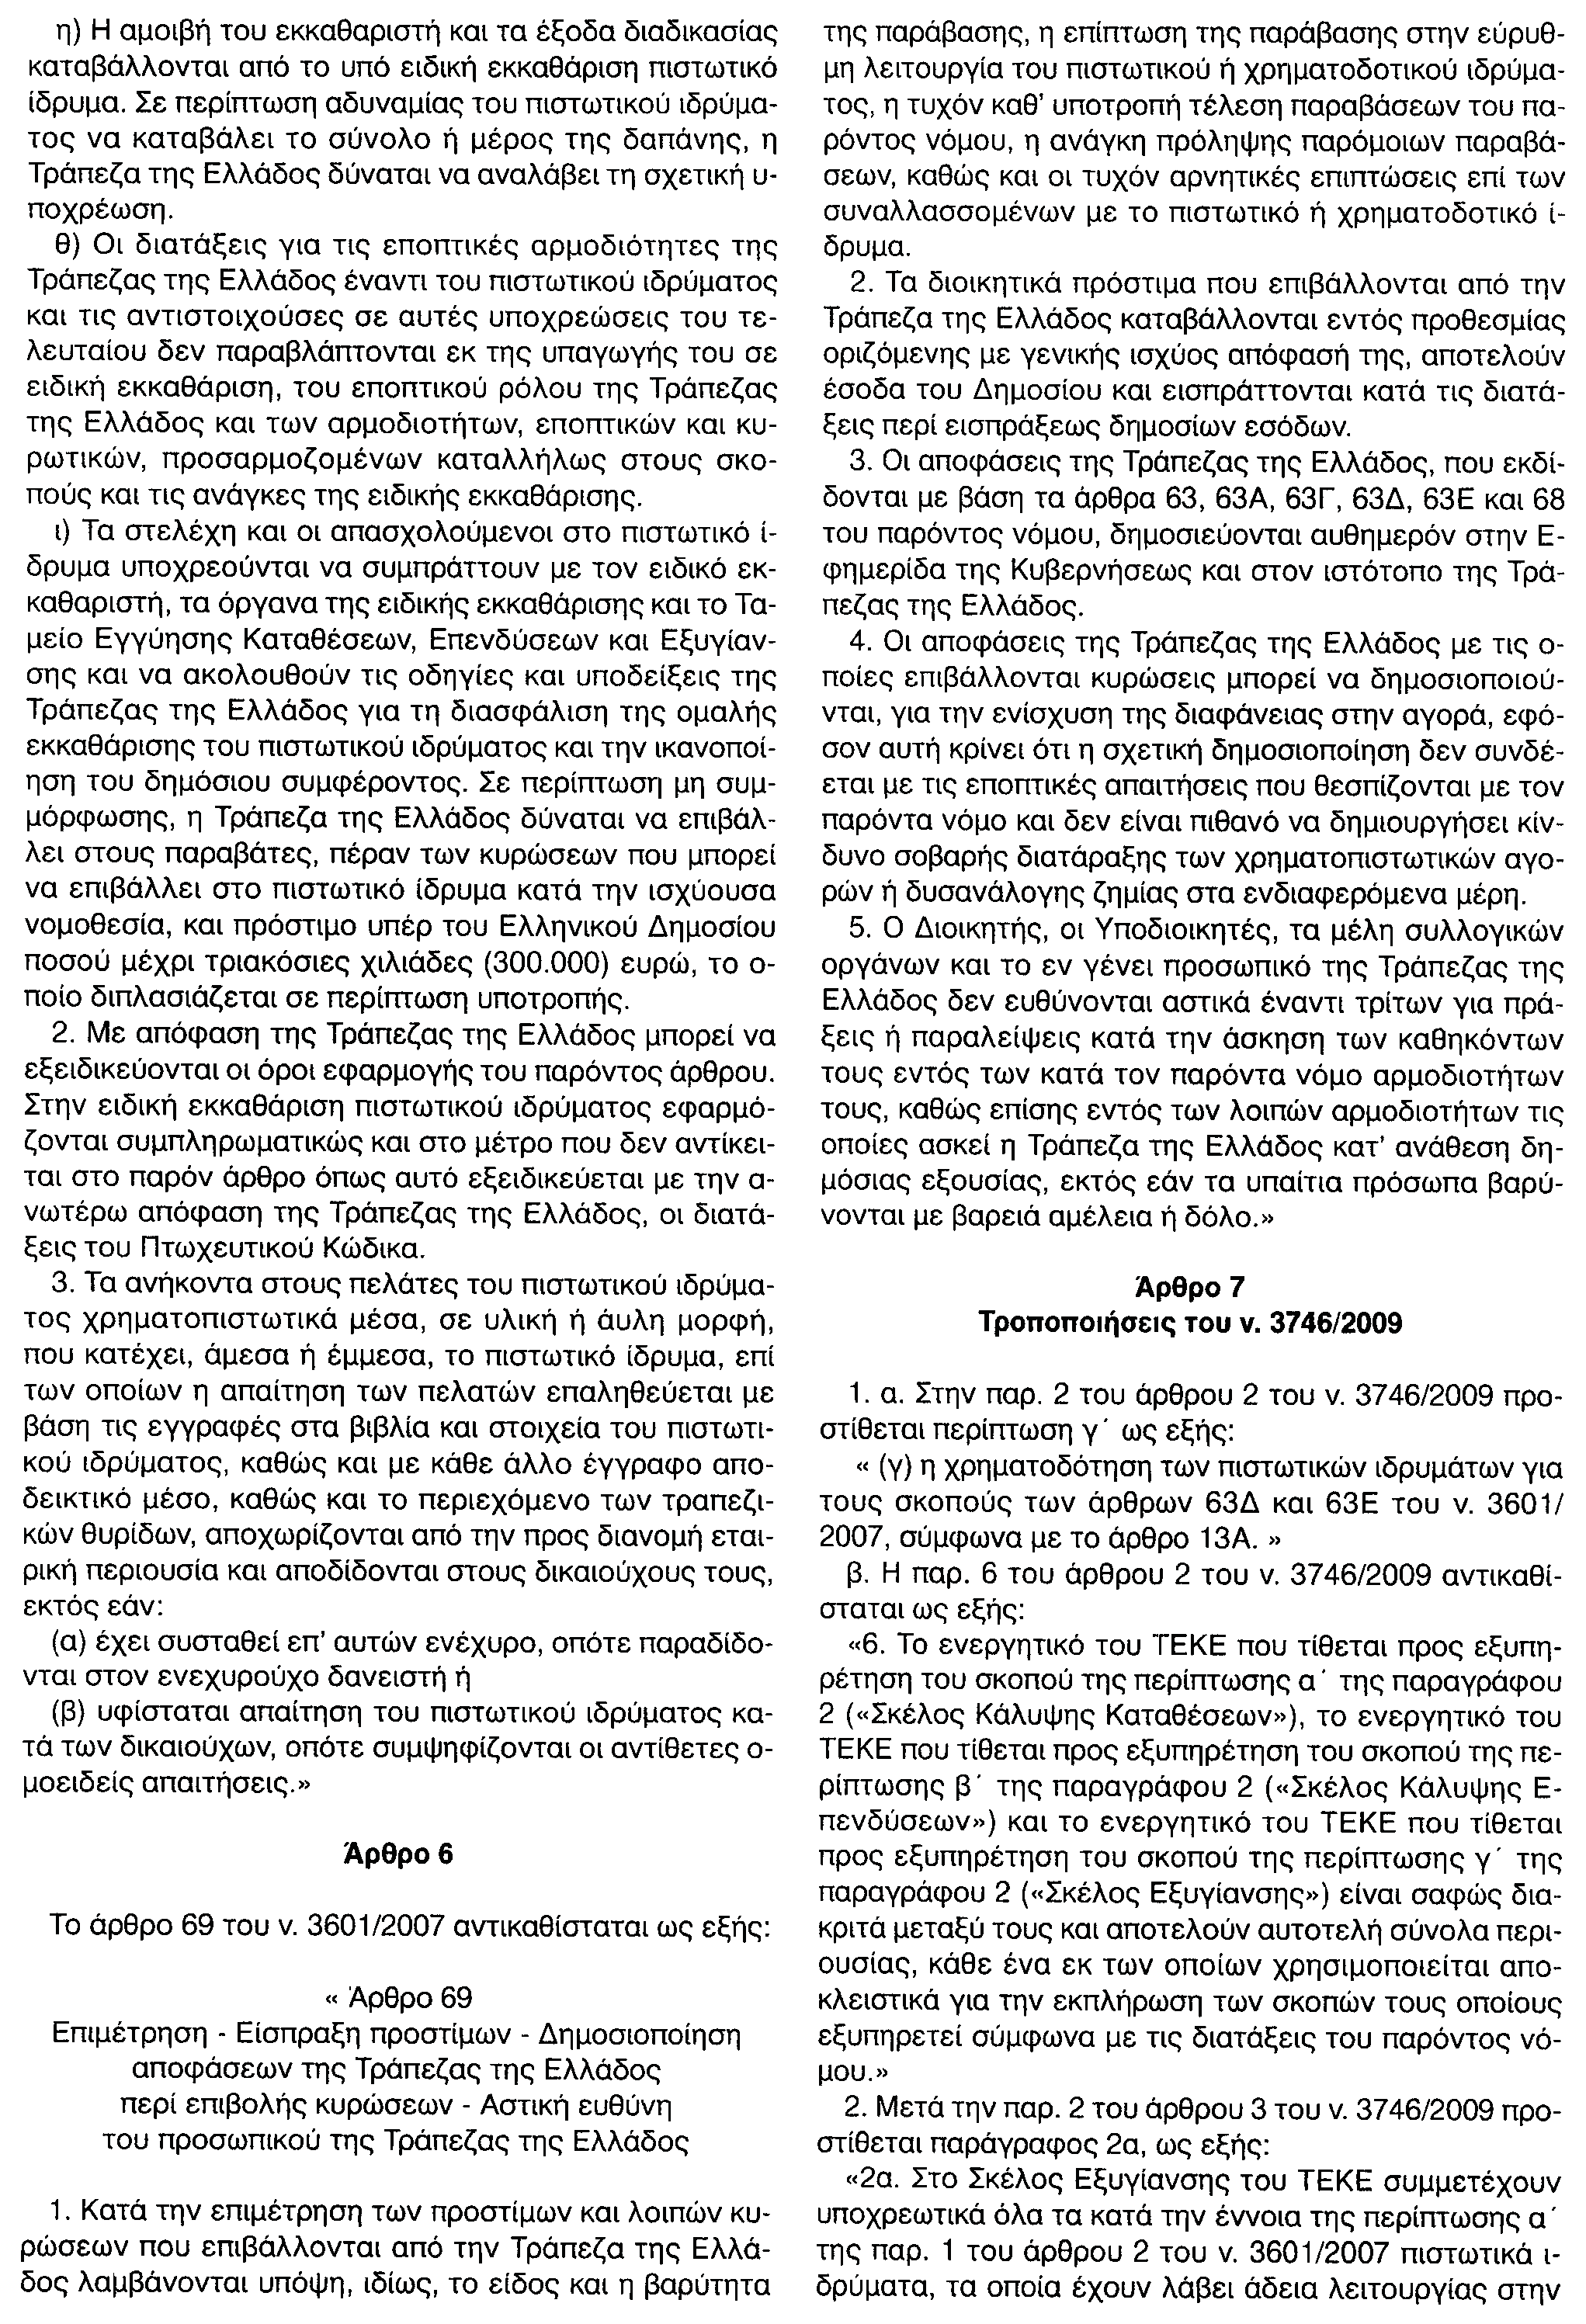 η) Η αμοιβή του εκκαθαριστή και τα έξοδα διαδικασίας
καταβάλλονται από το υπό ειδική εκκαθάριση πιστωτικό
ίδρυμα. Σε περίπτωση αδυναμίας του πιστωτικού ιδρύμα-
τος να καταβάλει το σύνολο ή μέρος της δαπάνης, η
Τράπεζα της Ελλάδος δύναται να αναλάβει τη σχετική υ-
ποχρέωση.
θ) Οι διατάξεις για τις εποπτικές αρμοδιότητες της
Τράπεζας της Ελλάδος έναντι του πιστωτικού ιδρύματος
και τις αντιστοιχούσες σε αυτές υποχρεώσεις του τε-
λευταίου δεν παραβλάπτονται εκ της υπαγωγής του σε
ειδική εκκαθάριση, του εποπτικού ρόλου της Τράπεζας
της Ελλάδος και των αρμοδιοτήτων, εποπτικών και κυ-
ρωτικών, προσαρμοζομένων καταλλήλως στους σκο-
πούς και τις ανάγκες της ειδικής εκκαθάρισης.
ι) Τα στελέχη και οι απασχολούμενοι στο πιστωτικό ί-
δρυμα υποχρεούνται να συμπράττουν με τον ειδικό εκ-
καθαριστή, τα όργανα της ειδικής εκκαθάρισης και το Τα-
μείο Εγγύησης Καταθέσεων, Επενδύσεων και Εξυγίαν-
σης και να ακολουθούν τις οδηγίες και υποδείξεις της
Τράπεζας της Ελλάδος για τη διασφάλιση της ομαλής
εκκαθάρισης του πιστωτικού ιδρύματος και την ικανοποί-
ηση του δημόσιου συμφέροντος. Σε περίπτωση μη συμ-
μόρφωσης, η Τράπεζα της Ελλάδος δύναται να επιβάλ-
λει στους παραβάτες, πέραν των κυρώσεων που μπορεί
να επιβάλλει στο πιστωτικό ίδρυμα κατά την ισχύουσα
νομοθεσία, και πρόστιμο υπέρ του Ελληνικού Δημοσίου
ποσού μέχρι τριακόσιες χιλιάδες (300.000) ευρώ, το ο-
ποίο διπλασιάζεται σε περίπτωση υποτροπής.
2. Με απόφαση της Τράπεζας της Ελλάδος μπορεί να
εξειδικεύονται οι όροι εφαρμογής του παρόντος άρθρου.
Στην ειδική εκκαθάριση πιστωτικού ιδρύματος εφαρμό-
ζονται συμπληρωματικώς και στο μέτρο που δεν αντίκει-
ται στο παρόν άρθρο όπως αυτό εξειδικεύεται με την α-
νωτέρω απόφαση της Τράπεζας της Ελλάδος, οι διατά-
ξεις του Πτωχευτικού Κώδικα.
3. Τα ανήκοντα στους πελάτες του πιστωτικού ιδρύμα-
τος χρηματοπιστωτικά μέσα, σε υλική ή άυλη μορφή,
που κατέχει, άμεσα ή έμμεσα, το πιστωτικό ίδρυμα, επί
των οποίων η απαίτηση των πελατών επαληθεύεται με
βάση τις εγγραφές στα βιβλία και στοιχεία του πιστωτι-
κού ιδρύματος, καθώς και με κάθε άλλο έγγραφο απο-
δεικτικό μέσο, καθώς και το περιεχόμενο των τραπεζι-
κών θυρίδων, αποχωρίζονται από την προς διανομή εται-
ρική περιουσία και αποδίδονται στους δικαιούχους τους,
εκτός εάν:
(α) έχει συσταθεί επ’ αυτών ενέχυρο, οπότε παραδίδο-
νται στον ενεχυρούχο δανειστή ή
(β) υφίσταται απαίτηση του πιστωτικού ιδρύματος κα-
τά των δικαιούχων, οπότε συμψηφίζονται οι αντίθετες ο-
μοειδείς απαιτήσεις.»
Άρθρο 6
Το άρθρο 69 του ν. 3601/2007 αντικαθίσταται ως εξής:
« Άρθρο 69
Επιμέτρηση - Είσπραξη προστίμων - Δημοσιοποίηση
αποφάσεων της Τράπεζας της Ελλάδος
περί επιβολής κυρώσεων - Αστική ευθύνη
του προσωπικού της Τράπεζας της Ελλάδος
1. Κατά την επιμέτρηση των προστίμων και λοιπών κυ-
ρώσεων που επιβάλλονται από την Τράπεζα της Ελλά-
δος λαμβάνονται υπόψη, ιδίως, το είδος και η βαρύτητα
της παράβασης, η επίπτωση της παράβασης στην εύρυθ-
μη λειτουργία του πιστωτικού ή χρηματοδοτικού ιδρύμα-
τος, η τυχόν καθ’ υποτροπή τέλεση παραβάσεων του πα-
ρόντος νόμου, η ανάγκη πρόληψης παρόμοιων παραβά-
σεων, καθώς και οι τυχόν αρνητικές επιπτώσεις επί των
συναλλασσομένων με το πιστωτικό ή χρηματοδοτικό ί-
δρυμα.
2. Τα διοικητικά πρόστιμα που επιβάλλονται από την
Τράπεζα της Ελλάδος καταβάλλονται εντός προθεσμίας
οριζόμενης με γενικής ισχύος απόφασή της, αποτελούν
έσοδα του Δημοσίου και εισπράττονται κατά τις διατά-
ξεις περί εισπράξεως δημοσίων εσόδων.
3. Οι αποφάσεις της Τράπεζας της Ελλάδος, που εκδί-
δονται με βάση τα άρθρα 63, 63Α, 63Γ, 63Δ, 63Ε και 68
του παρόντος νόμου, δημοσιεύονται αυθημερόν στην Ε-
φημερίδα της Κυβερνήσεως και στον ιστότοπο της Τρά-
πεζας της Ελλάδος.
4. Οι αποφάσεις της Τράπεζας της Ελλάδος με τις ο-
ποίες επιβάλλονται κυρώσεις μπορεί να δημοσιοποιού-
νται, για την ενίσχυση της διαφάνειας στην αγορά, εφό-
σον αυτή κρίνει ότι η σχετική δημοσιοποίηση δεν συνδέ-
εται με τις εποπτικές απαιτήσεις που θεσπίζονται με τον
παρόντα νόμο και δεν είναι πιθανό να δημιουργήσει κίν-
δυνο σοβαρής διατάραξης των χρηματοπιστωτικών αγο-
ρών ή δυσανάλογης ζημίας στα ενδιαφερόμενα μέρη.
5. Ο Διοικητής, οι Υποδιοικητές, τα μέλη συλλογικών
οργάνων και το εν γένει προσωπικό της Τράπεζας της
Ελλάδος δεν ευθύνονται αστικά έναντι τρίτων για πρά-
ξεις ή παραλείψεις κατά την άσκηση των καθηκόντων
τους εντός των κατά τον παρόντα νόμο αρμοδιοτήτων
τους, καθώς επίσης εντός των λοιπών αρμοδιοτήτων τις
οποίες ασκεί η Τράπεζα της Ελλάδος κατ’ ανάθεση δη-
μόσιας εξουσίας, εκτός εάν τα υπαίτια πρόσωπα βαρύ-
νονται με βαρειά αμέλεια ή δόλο.»
Άρθρο 7
Τροποποιήσεις του ν. 3746/2009
1. α. Στην παρ. 2 του άρθρου 2 του ν. 3746/2009 προ-
στίθεται περίπτωση γ΄ ως εξής:
« (γ) η χρηματοδότηση των πιστωτικών ιδρυμάτων για
τους σκοπούς των άρθρων 63Δ και 63Ε του ν. 3601/
2007, σύμφωνα με το άρθρο 13Α. »
β. Η παρ. 6 του άρθρου 2 του ν. 3746/2009 αντικαθί-
σταται ως εξής:
«6. Το ενεργητικό του ΤΕΚΕ που τίθεται προς εξυπη-
ρέτηση του σκοπού της περίπτωσης α΄ της παραγράφου
2 («Σκέλος Κάλυψης Καταθέσεων»), το ενεργητικό του
ΤΕΚΕ που τίθεται προς εξυπηρέτηση του σκοπού της πε-
ρίπτωσης β΄ της παραγράφου 2 («Σκέλος Κάλυψης Ε-
πενδύσεων») και το ενεργητικό του ΤΕΚΕ που τίθεται
προς εξυπηρέτηση του σκοπού της περίπτωσης γ΄ της
παραγράφου 2 («Σκέλος Εξυγίανσης») είναι σαφώς δια-
κριτά μεταξύ τους και αποτελούν αυτοτελή σύνολα περι-
ουσίας, κάθε ένα εκ των οποίων χρησιμοποιείται απο-
κλειστικά για την εκπλήρωση των σκοπών τους οποίους
εξυπηρετεί σύμφωνα με τις διατάξεις του παρόντος νό-
μου.»
2. Μετά την παρ. 2 του άρθρου 3 του ν. 3746/2009 προ-
στίθεται παράγραφος 2α, ως εξής:
«2α. Στο Σκέλος Εξυγίανσης του ΤΕΚΕ συμμετέχουν
υποχρεωτικά όλα τα κατά την έννοια της περίπτωσης α΄
της παρ. 1 του άρθρου 2 του ν. 3601/2007 πιστωτικά ι-
δρύματα, τα οποία έχουν λάβει άδεια λειτουργίας στην